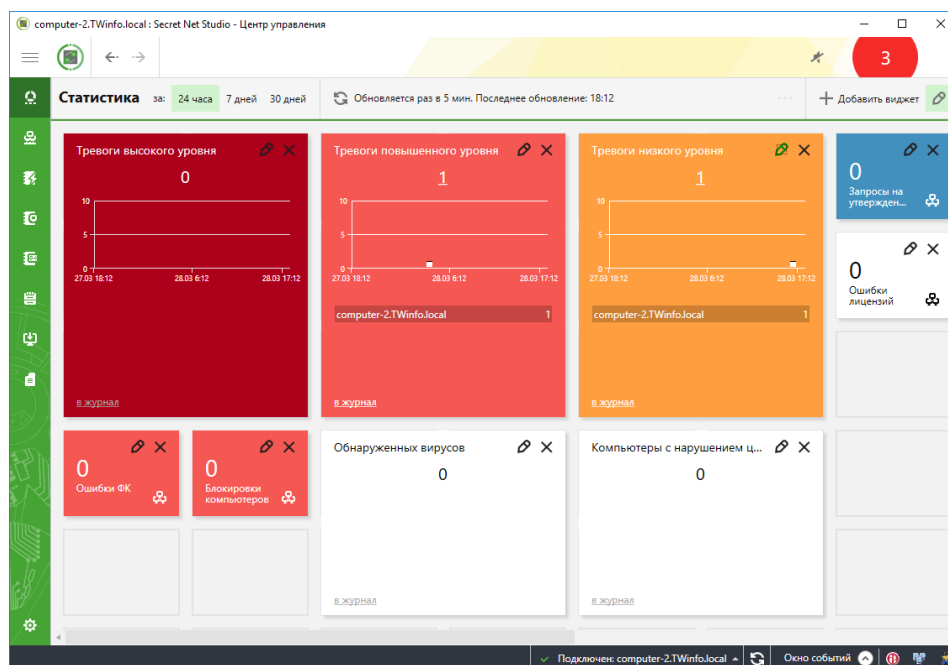 computer-2.TWinfo.local : Secret Net Studio - Центр управления
3
Статистика за: 24 часа 7 дней 30 дней Обновляется раз в 5 мин. Последнее обновление: 18:12 ... Добавить виджет
Тревоги высокого уровня
0
10
5
0
27.03 18:12 28.03 6:12 28.03 17:12
в журнал
Тревоги повышенного уровня
1
10
5
0
27.03 18:12 28.03 6:12 28.03 17:12
computer-2.TWinfo.local 1
в журнал
Тревоги низкого уровня
1
10
5
0
27.03 18:12 28.03 6:12 28.03 17:12
computer-2.TWinfo.local 1
в журнал
0
Запросы на
утвержден...
0
Ошибки
лицензий
0
Ошибки ФК
0
Блокировки
компьютеров
Обнаруженных вирусов
0
в журнал
Компьютеры с нарушением ц...
0
в журнал
Подключен: computer-2.TWinfo.local Окно событий